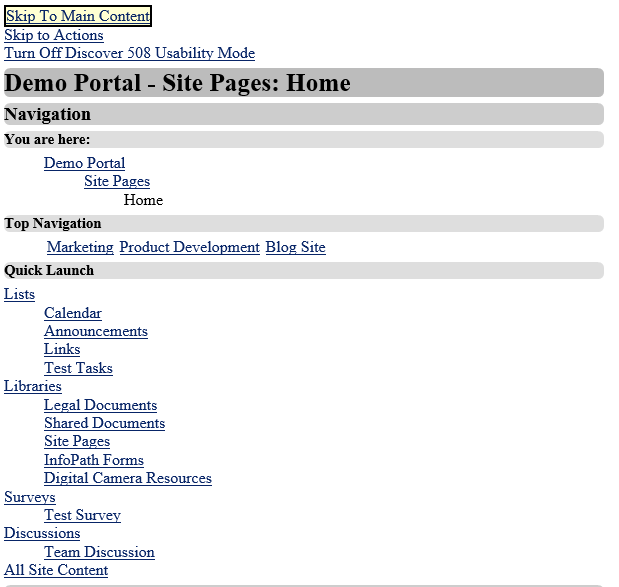 Skip To Main Content
Skip to Actions
Turn Off Discover 508 Usability Mode
Demo Portal - Site Pages: Home
Navigation
You are here:
Demo Portal
Site Pages
Home
Top Navigation
Marketing Product Development Blog Site
Quick Launch
Lists
Calendar
Announcements
Links
Test Tasks
Libraries
Legal Documents
Shared Documents
Site Pages
InfoPath Forms
Digital Camera Resources
Surveys
Test Survey
Discussions
Team Discussion
All Site Content